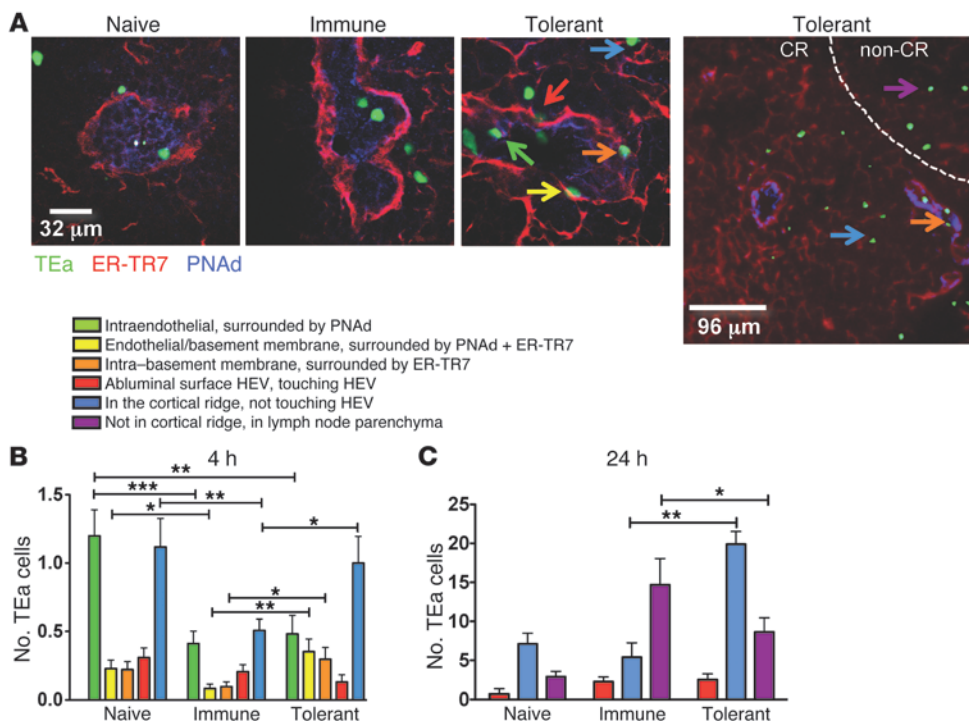 A
Naive
Immune
Tolerant
Tolerant
CR
non-CR
32 μm
96 μm
TEa ER-TR7 PNAd
Intraendothelial, surrounded by PNAd
Endothelial/basement membrane, surrounded by PNAd + ER-TR7
Intra–basement membrane, surrounded by ER-TR7
Abluminal surface HEV, touching HEV
In the cortical ridge, not touching HEV
Not in cortical ridge, in lymph node parenchyma
B
4 h
No. TEa cells
1.5
1.0
0.5
0.0
**
***
**
*
*
*
**
Naive
Immune
Tolerant
C
24 h
No. TEa cells
25
20
15
10
5
0
*
**
Naive
Immune
Tolerant